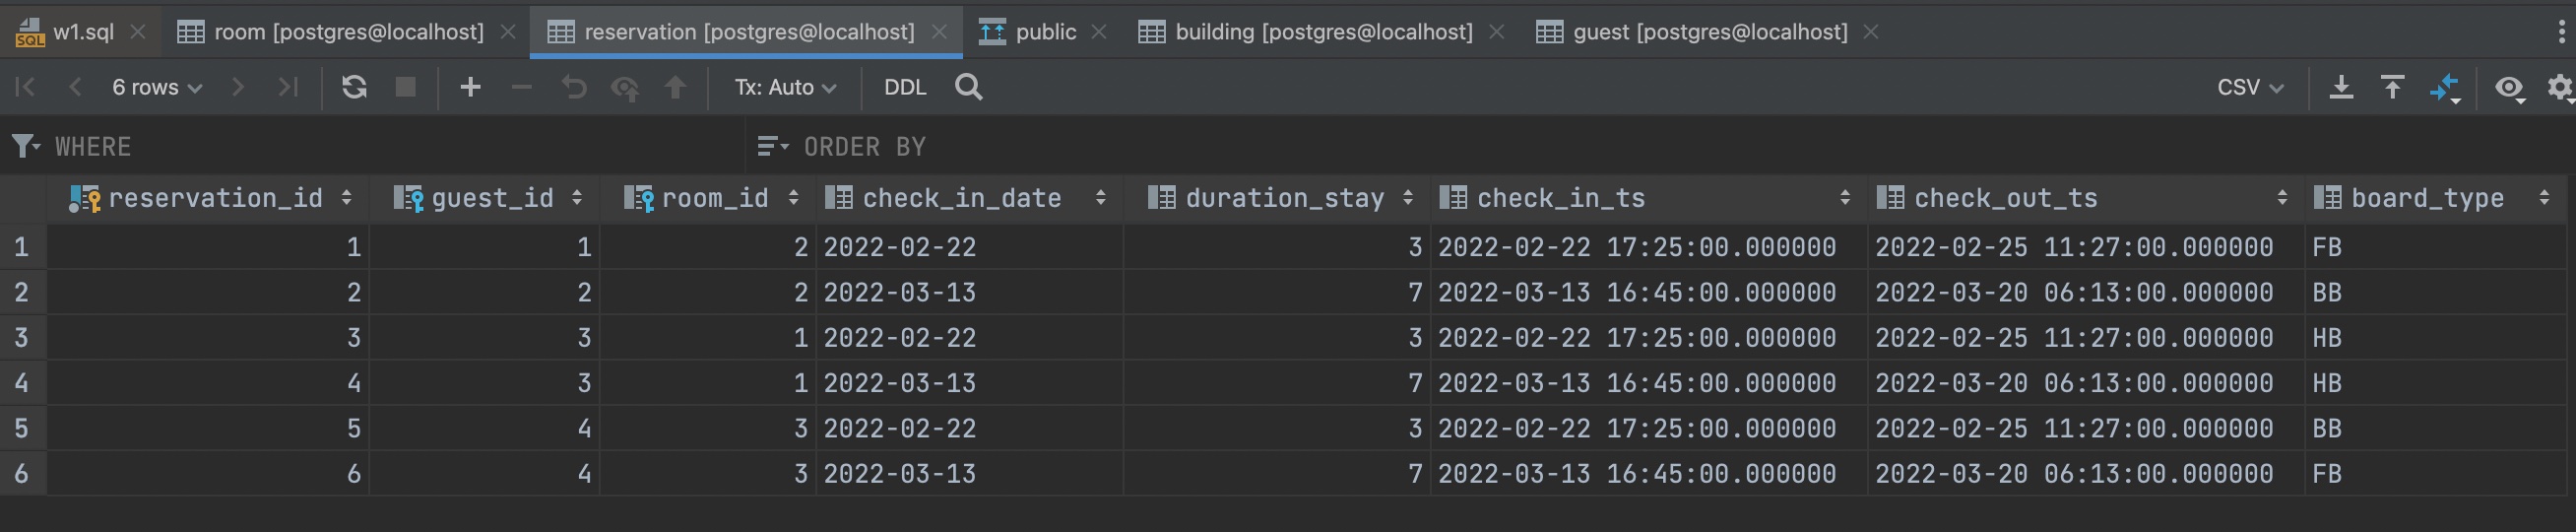 SQL w1.sql room [postgres@localhost] reservation [postgres@localhost] public building [postgres@localhost] guest [postgres@localhost]
6 rows Tx: Auto DDL CSV
WHERE ORDER BY
reservation_id guest_id room_id check_in_date duration_stay check_in_ts check_out_ts board_type
1 1 1 2 2022-02-22 3 2022-02-22 17:25:00.000000 2022-02-25 11:27:00.000000 FB
2 2 2 2 2022-03-13 7 2022-03-13 16:45:00.000000 2022-03-20 06:13:00.000000 BB
3 3 3 1 2022-02-22 3 2022-02-22 17:25:00.000000 2022-02-25 11:27:00.000000 HB
4 4 3 1 2022-03-13 7 2022-03-13 16:45:00.000000 2022-03-20 06:13:00.000000 HB
5 5 4 3 2022-02-22 3 2022-02-22 17:25:00.000000 2022-02-25 11:27:00.000000 BB
6 6 4 3 2022-03-13 7 2022-03-13 16:45:00.000000 2022-03-20 06:13:00.000000 FB